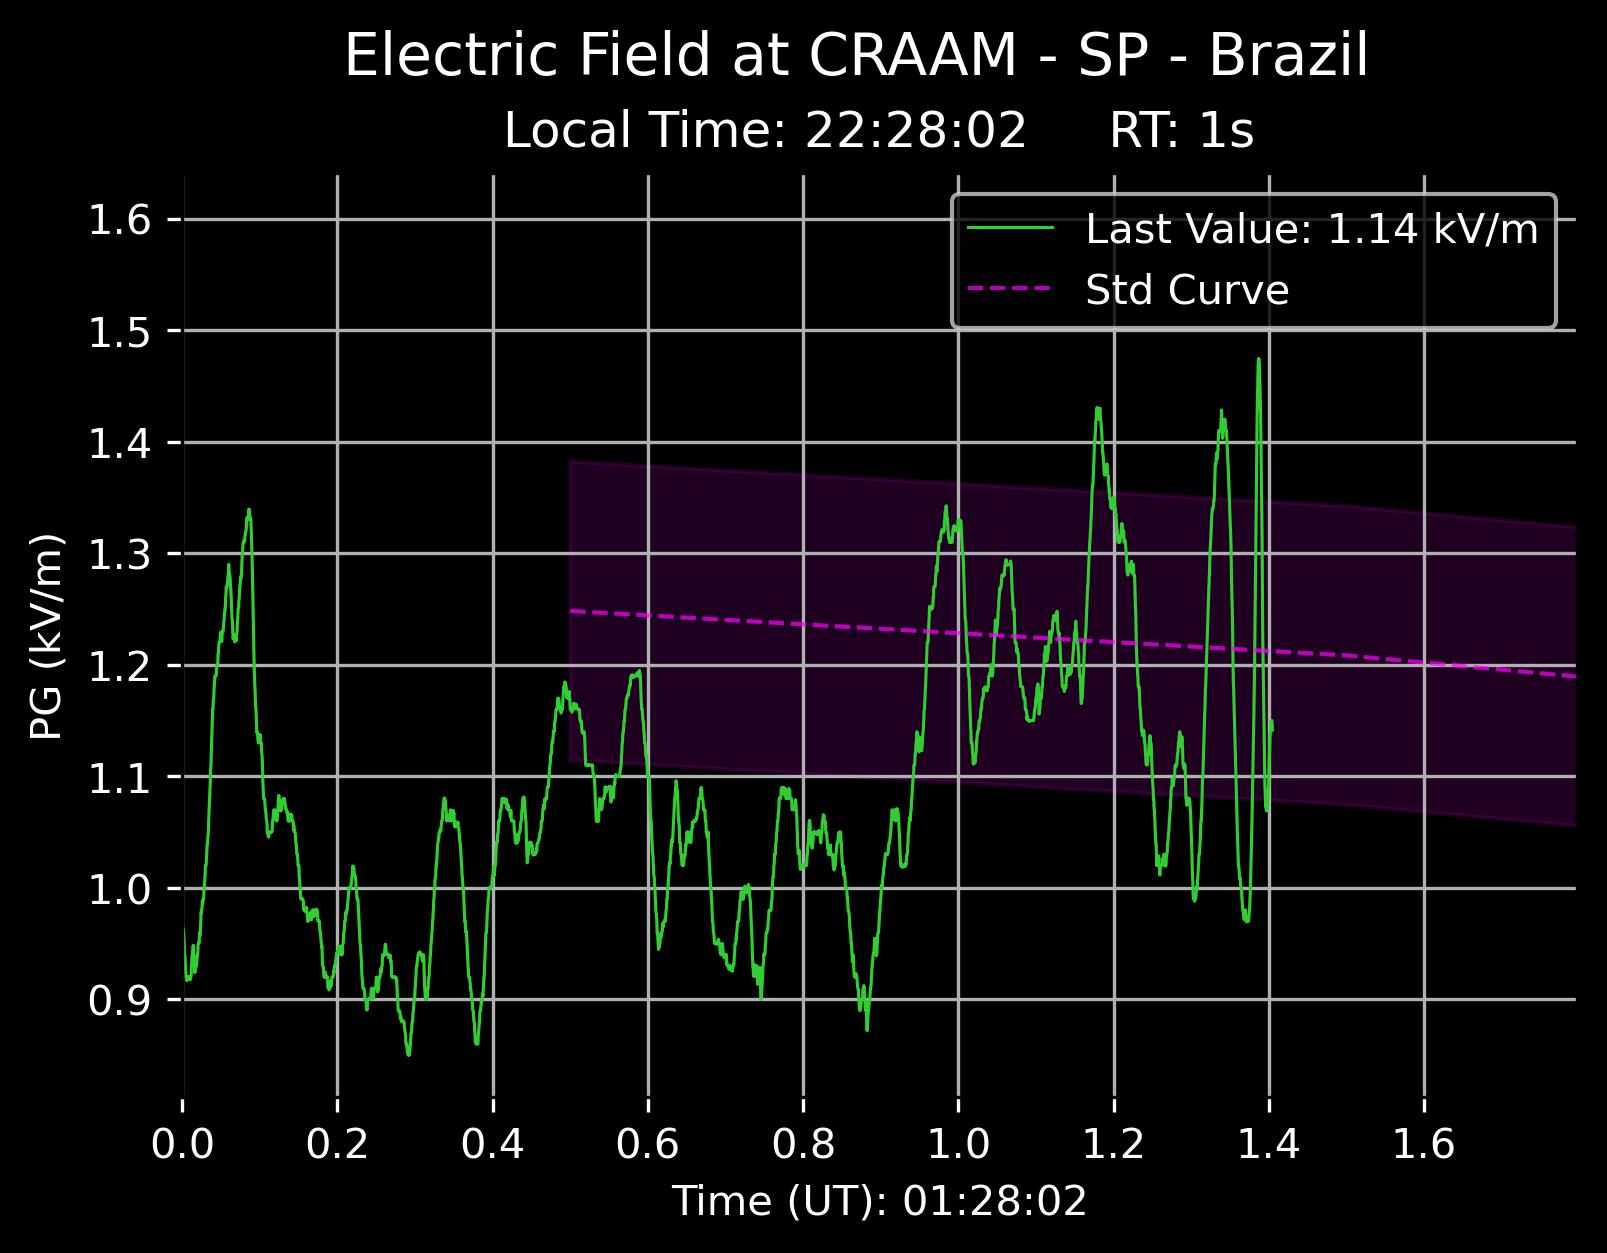 Electric Field at CRAAM - SP - Brazil
Local Time: 22:28:02 RT: 1s
Last Value: 1.14 kV/m
Std Curve
1.6
1.5
1.4
1.3
1.2
1.1
1.0
0.9
PG (kV/m)
0.0 0.2 0.4 0.6 0.8 1.0 1.2 1.4 1.6
Time (UT): 01:28:02